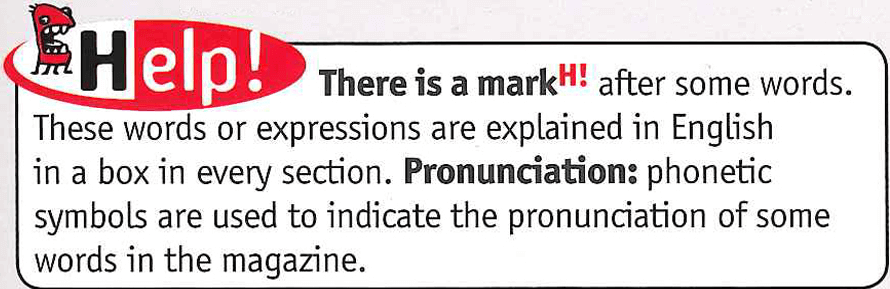 Help!
There is a mark H! after some words.
These words or expressions are explained in English
in a box in every section. Pronunciation: phonetic
symbols are used to indicate the pronunciation of some
words in the magazine.